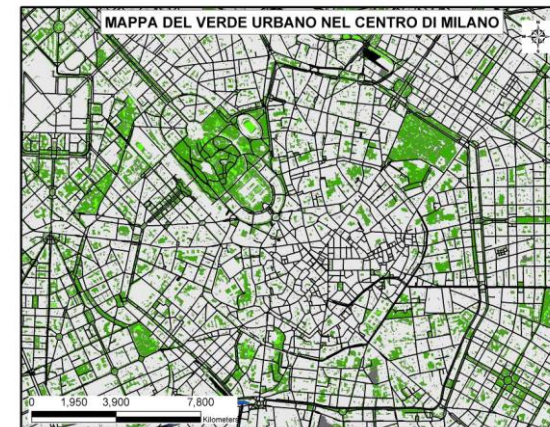 MAPPA DEL VERDE URBANO NEL CENTRO DI MILANO
0 1,950 3,900 7,800
Kilometers